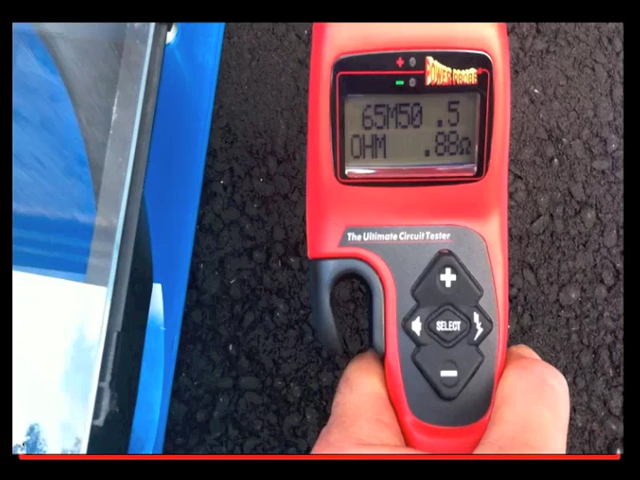 POWER PROBE
65M50 .5
OHM .88Ω
The Ultimate Circuit Tester
SELECT